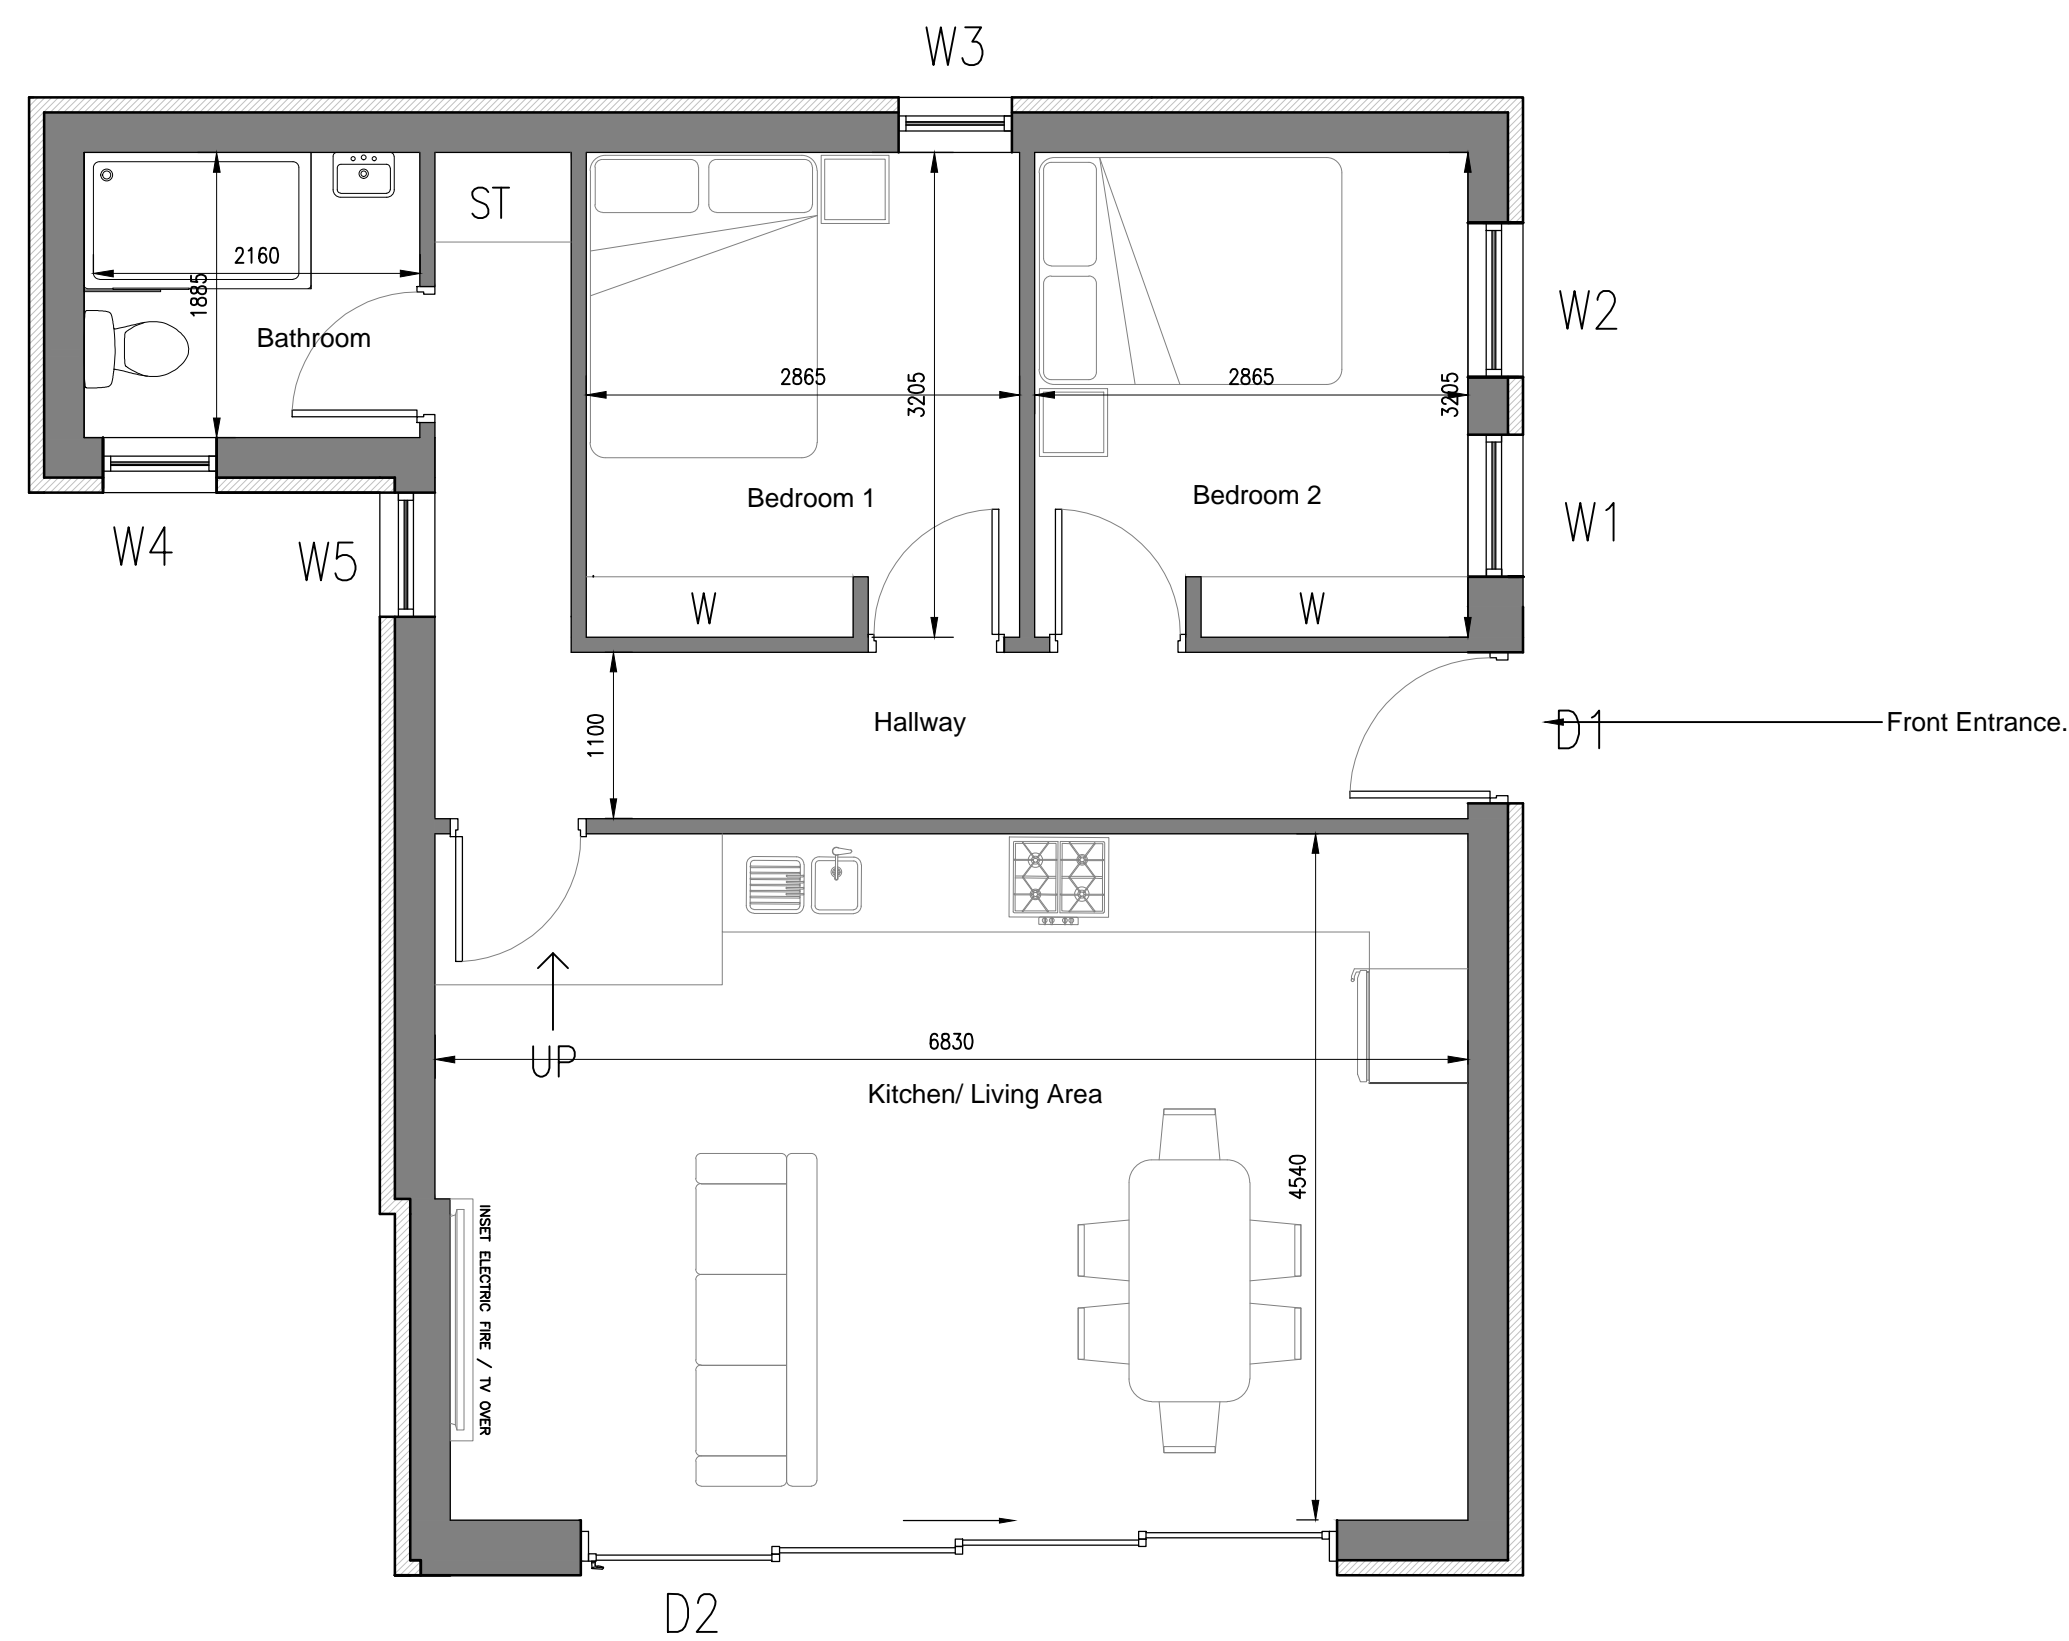 W3
ST
2160
1885
Bathroom
W2
2865
3205
2865
3205
Bedroom 1
Bedroom 2
W1
W4
W5
W
W
1100
Hallway
D1
Front Entrance.
UP
6830
Kitchen/ Living Area
4540
INSET ELECTRIC FIRE / TV OVER
D2